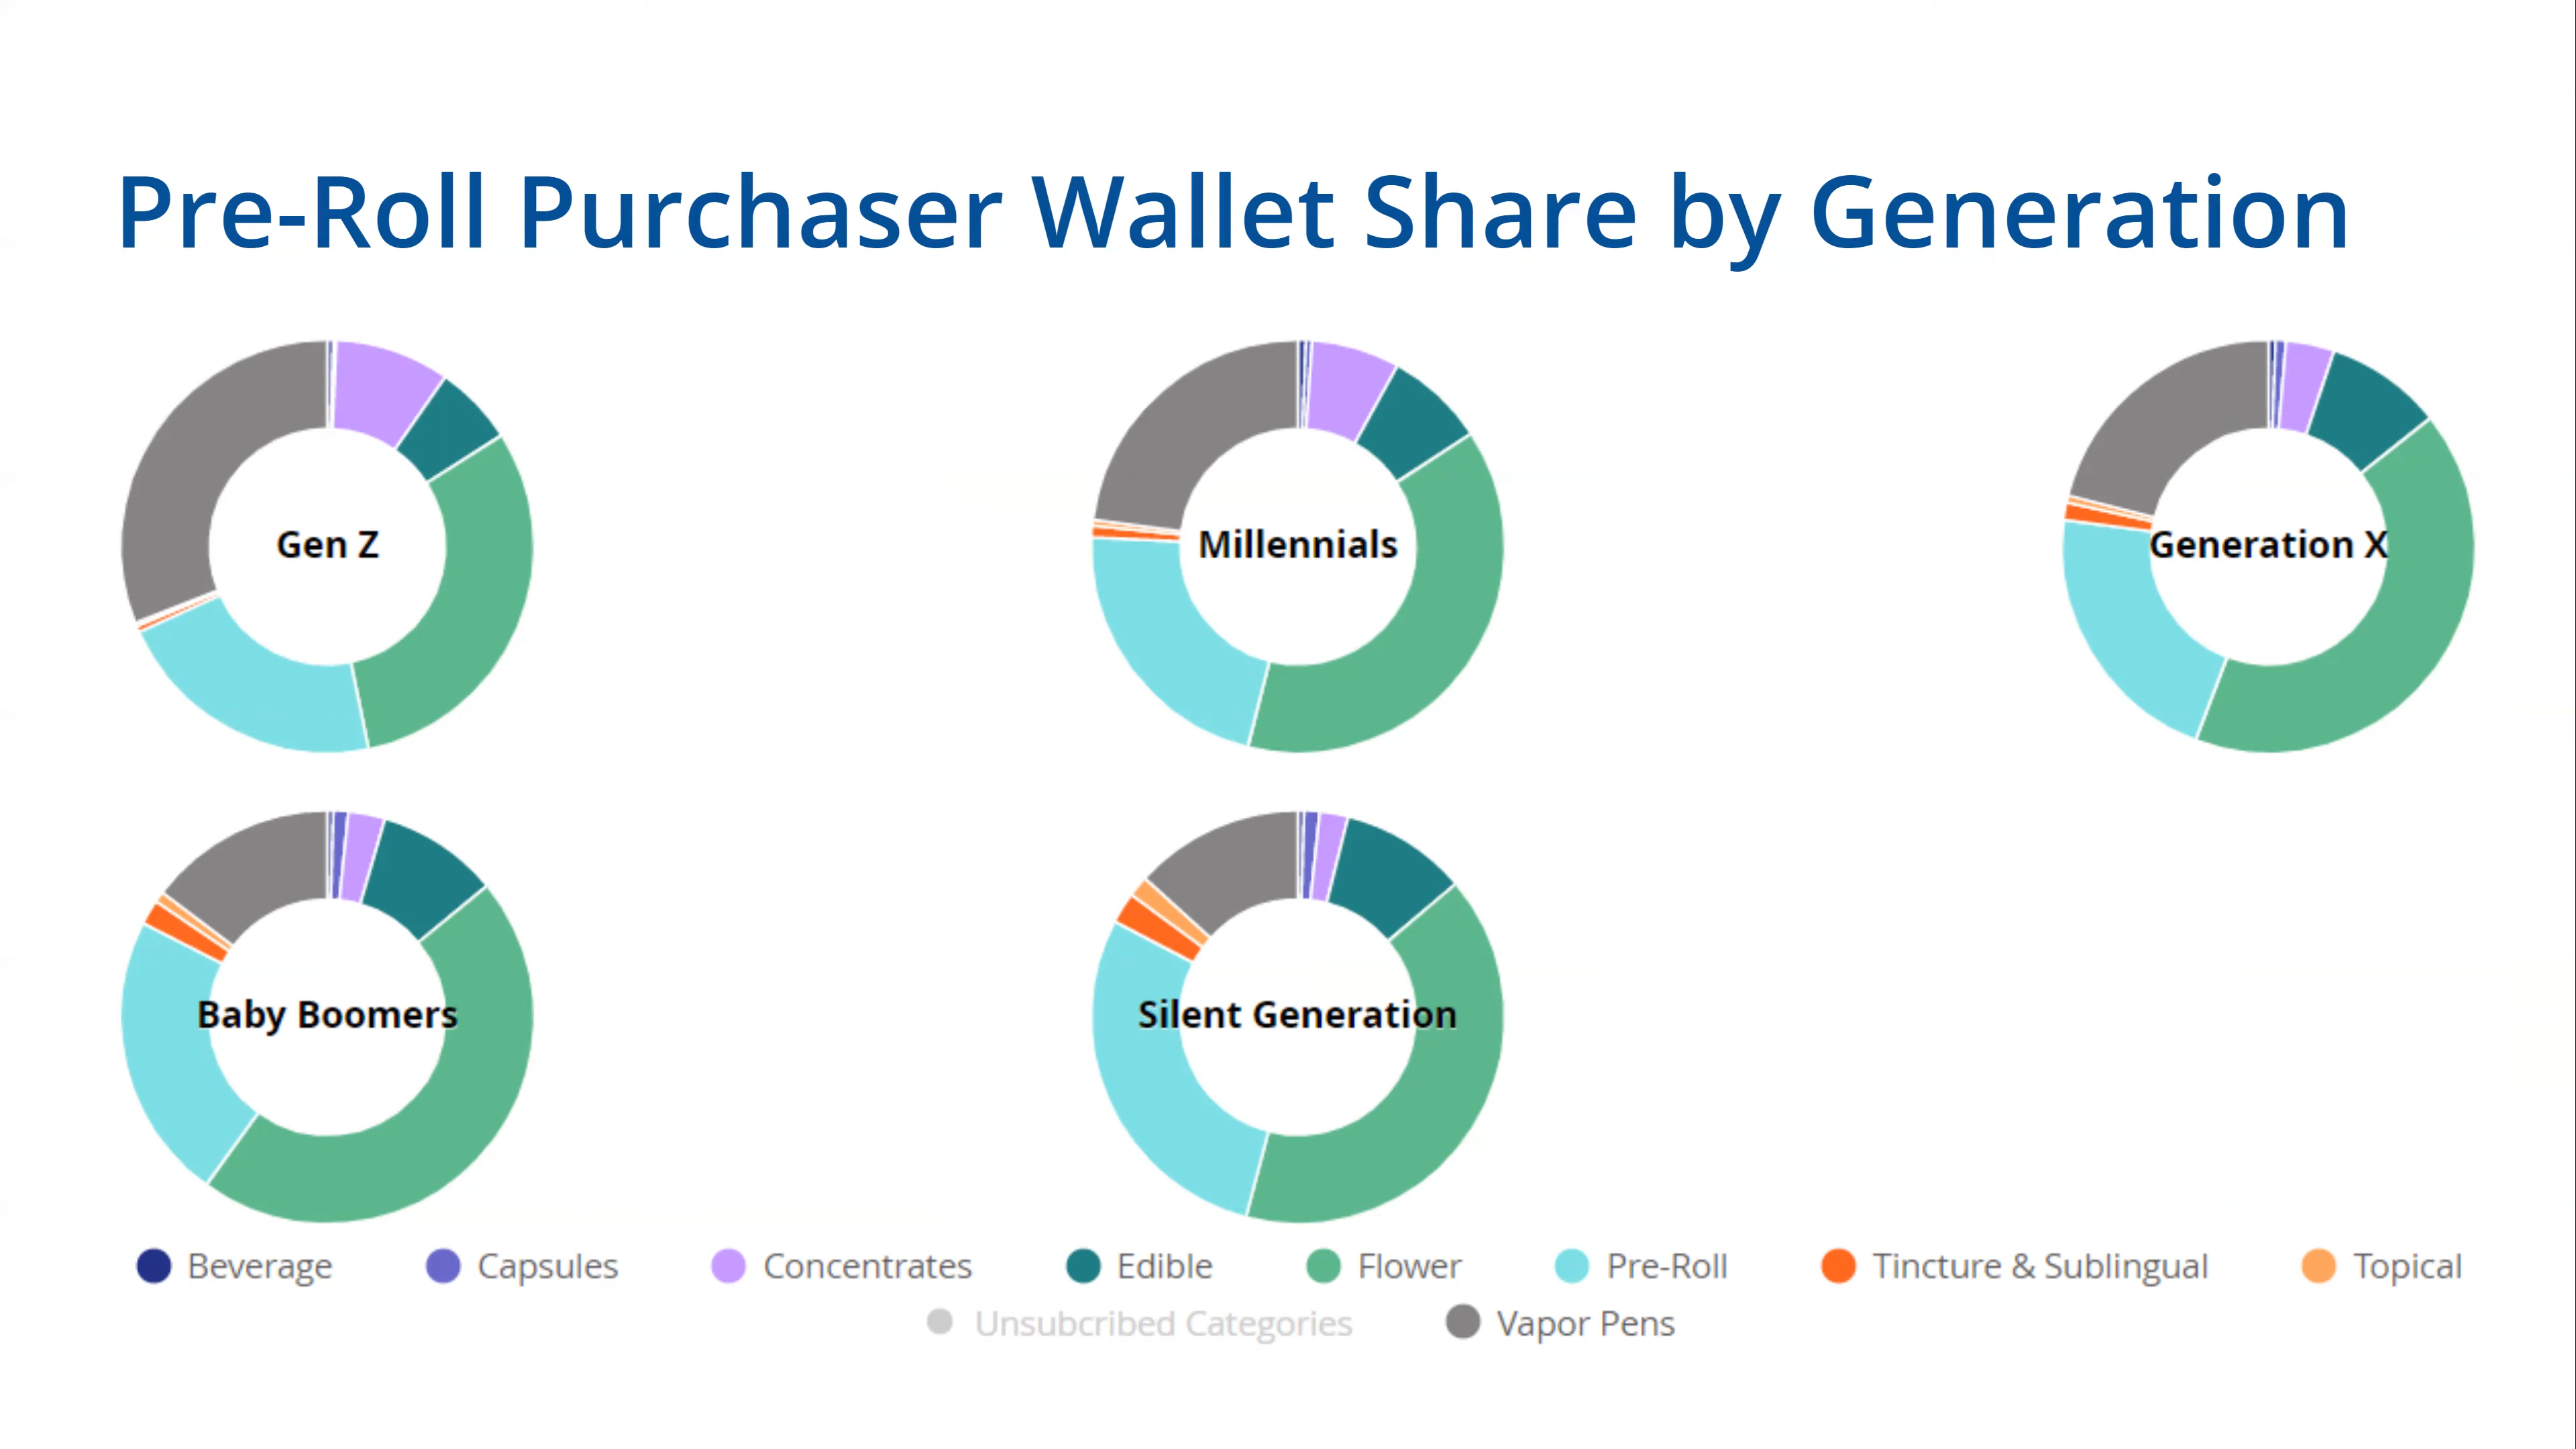 Pre-Roll Purchaser Wallet Share by Generation
Gen Z
Millennials
Generation X
Baby Boomers
Silent Generation
Beverage
Capsules
Concentrates
Edible
Flower
Pre-Roll
Tincture & Sublingual
Topical
Unsubcribed Categories
Vapor Pens